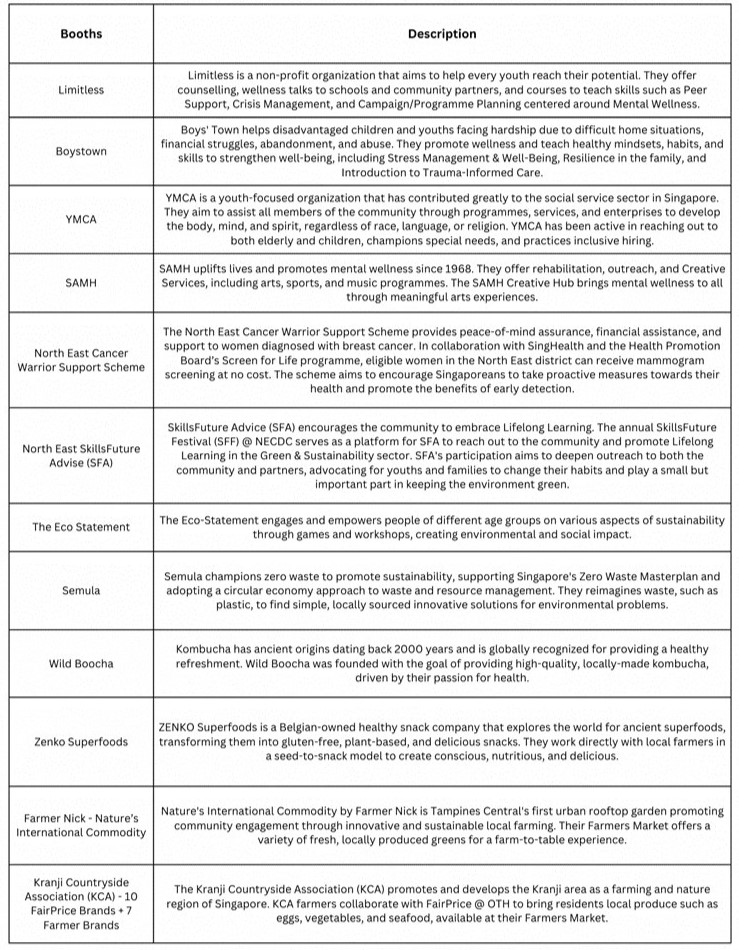 Booths
Description
Limitless
Limitless is a non-profit organization that aims to help every youth reach their potential. They offer
counselling, wellness talks to schools and community partners, and courses to teach skills such as Peer
Support, Crisis Management, and Campaign/Programme Planning centered around Mental Wellness.
Boystown
Boys' Town helps disadvantaged children and youths facing hardship due to difficult home situations,
financial struggles, abandonment, and abuse. They promote wellness and teach healthy mindsets, habits, and
skills to strengthen well-being, including Stress Management & Well-Being, Resilience in the family, and
Introduction to Trauma-Informed Care.
YMCA
YMCA is a youth-focused organization that has contributed greatly to the social service sector in Singapore.
They aim to assist all members of the community through programmes, services, and enterprises to develop
the body, mind, and spirit, regardless of race, language, or religion. YMCA has been active in reaching out to
both elderly and children, champions special needs, and practices inclusive hiring.
SAMH
SAMH uplifts lives and promotes mental wellness since 1968. They offer rehabilitation, outreach, and Creative
Services, including arts, sports, and music programmes. The SAMH Creative Hub brings mental wellness to all
through meaningful arts experiences.
North East Cancer
Warrior Support Scheme
The North East Cancer Warrior Support Scheme provides peace-of-mind assurance, financial assistance, and
support to women diagnosed with breast cancer. In collaboration with SingHealth and the Health Promotion
Board's Screen for Life programme, eligible women in the North East district can receive mammogram
screening at no cost. The scheme aims to encourage Singaporeans to take proactive measures towards their
health and promote the benefits of early detection.
North East SkillsFuture
Advise (SFA)
SkillsFuture Advice (SFA) encourages the community to embrace Lifelong Learning. The annual SkillsFuture
Festival (SFF) @ NECDC serves as a platform for SFA to reach out to the community and promote Lifelong
Learning in the Green & Sustainability sector. SFA's participation aims to deepen outreach to both the
community and partners, advocating for youths and families to change their habits and play a small but
important part in keeping the environment green.
The Eco Statement
The Eco-Statement engages and empowers people of different age groups on various aspects of sustainability
through games and workshops, creating environmental and social impact.
Semula
Semula champions zero waste to promote sustainability, supporting Singapore's Zero Waste Masterplan and
adopting a circular economy approach to waste and resource management. They reimagines waste, such as
plastic, to find simple, locally sourced innovative solutions for environmental problems.
Wild Boocha
Kombucha has ancient origins dating back 2000 years and is globally recognized for providing a healthy
refreshment. Wild Boocha was founded with the goal of providing high-quality, locally-made kombucha,
driven by their passion for health.
Zenko Superfoods
ZENKO Superfoods is a Belgian-owned healthy snack company that explores the world for ancient superfoods,
transforming them into gluten-free, plant-based, and delicious snacks. They work directly with local farmers in
a seed-to-snack model to create conscious, nutritious, and delicious.
Farmer Nick - Nature's
International Commodity
Nature's International Commodity by Farmer Nick is Tampines Central's first urban rooftop garden promoting
community engagement through innovative and sustainable local farming. Their Farmers Market offers a
variety of fresh, locally produced greens for a farm-to-table experience.
Kranji Countryside
Association (KCA) - 10
FairPrice Brands + 7
Farmer Brands
The Kranji Countryside Association (KCA) promotes and develops the Kranji area as a farming and nature
region of Singapore. KCA farmers collaborate with FairPrice @ OTH to bring residents local produce such as
eggs, vegetables, and seafood, available at their Farmers Market.